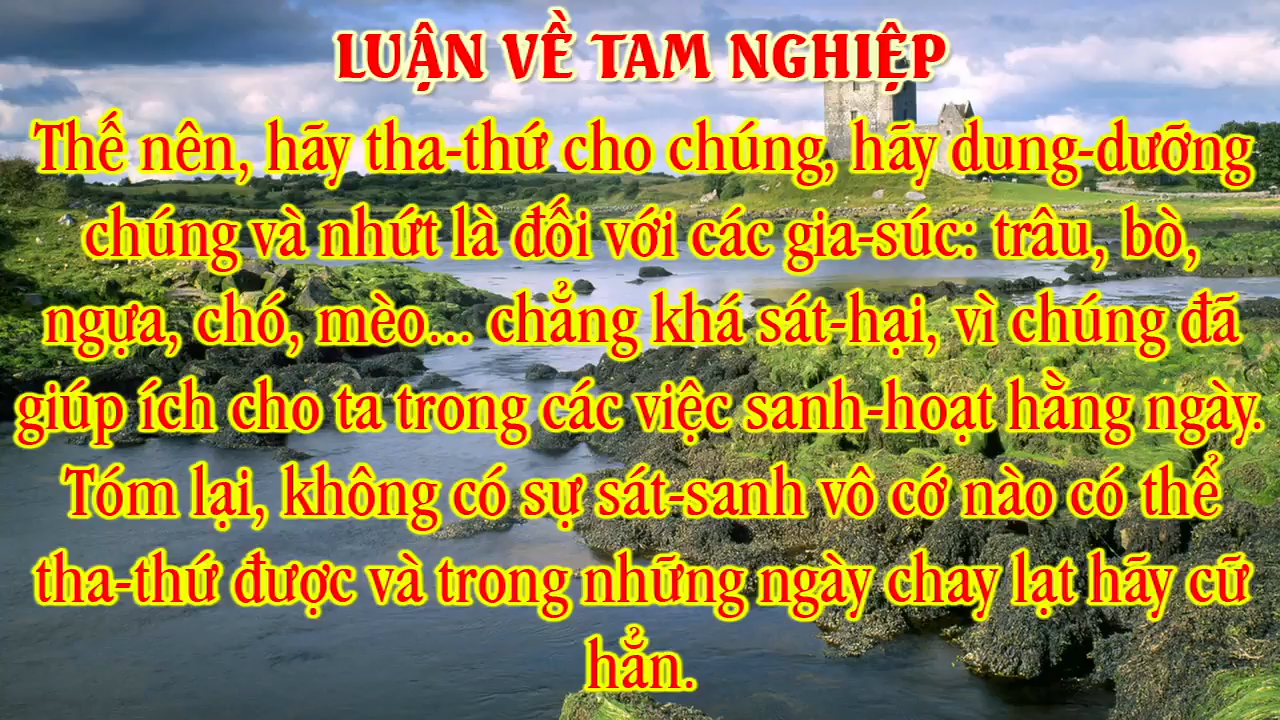 LUẬN VỀ TAM NGHIỆP
Thế nên, hãy tha-thứ cho chúng, hãy dung-dưỡng
chúng và nhứt là đối với các gia-súc: trâu, bò,
ngựa, chó, mèo... chẳng khá sát-hại, vì chúng đã
giúp ích cho ta trong các việc sanh-hoạt hằng ngày.
Tóm lại, không có sự sát-sanh vô cớ nào có thể
tha-thứ được và trong những ngày chay lạt hãy cữ
hẳn.